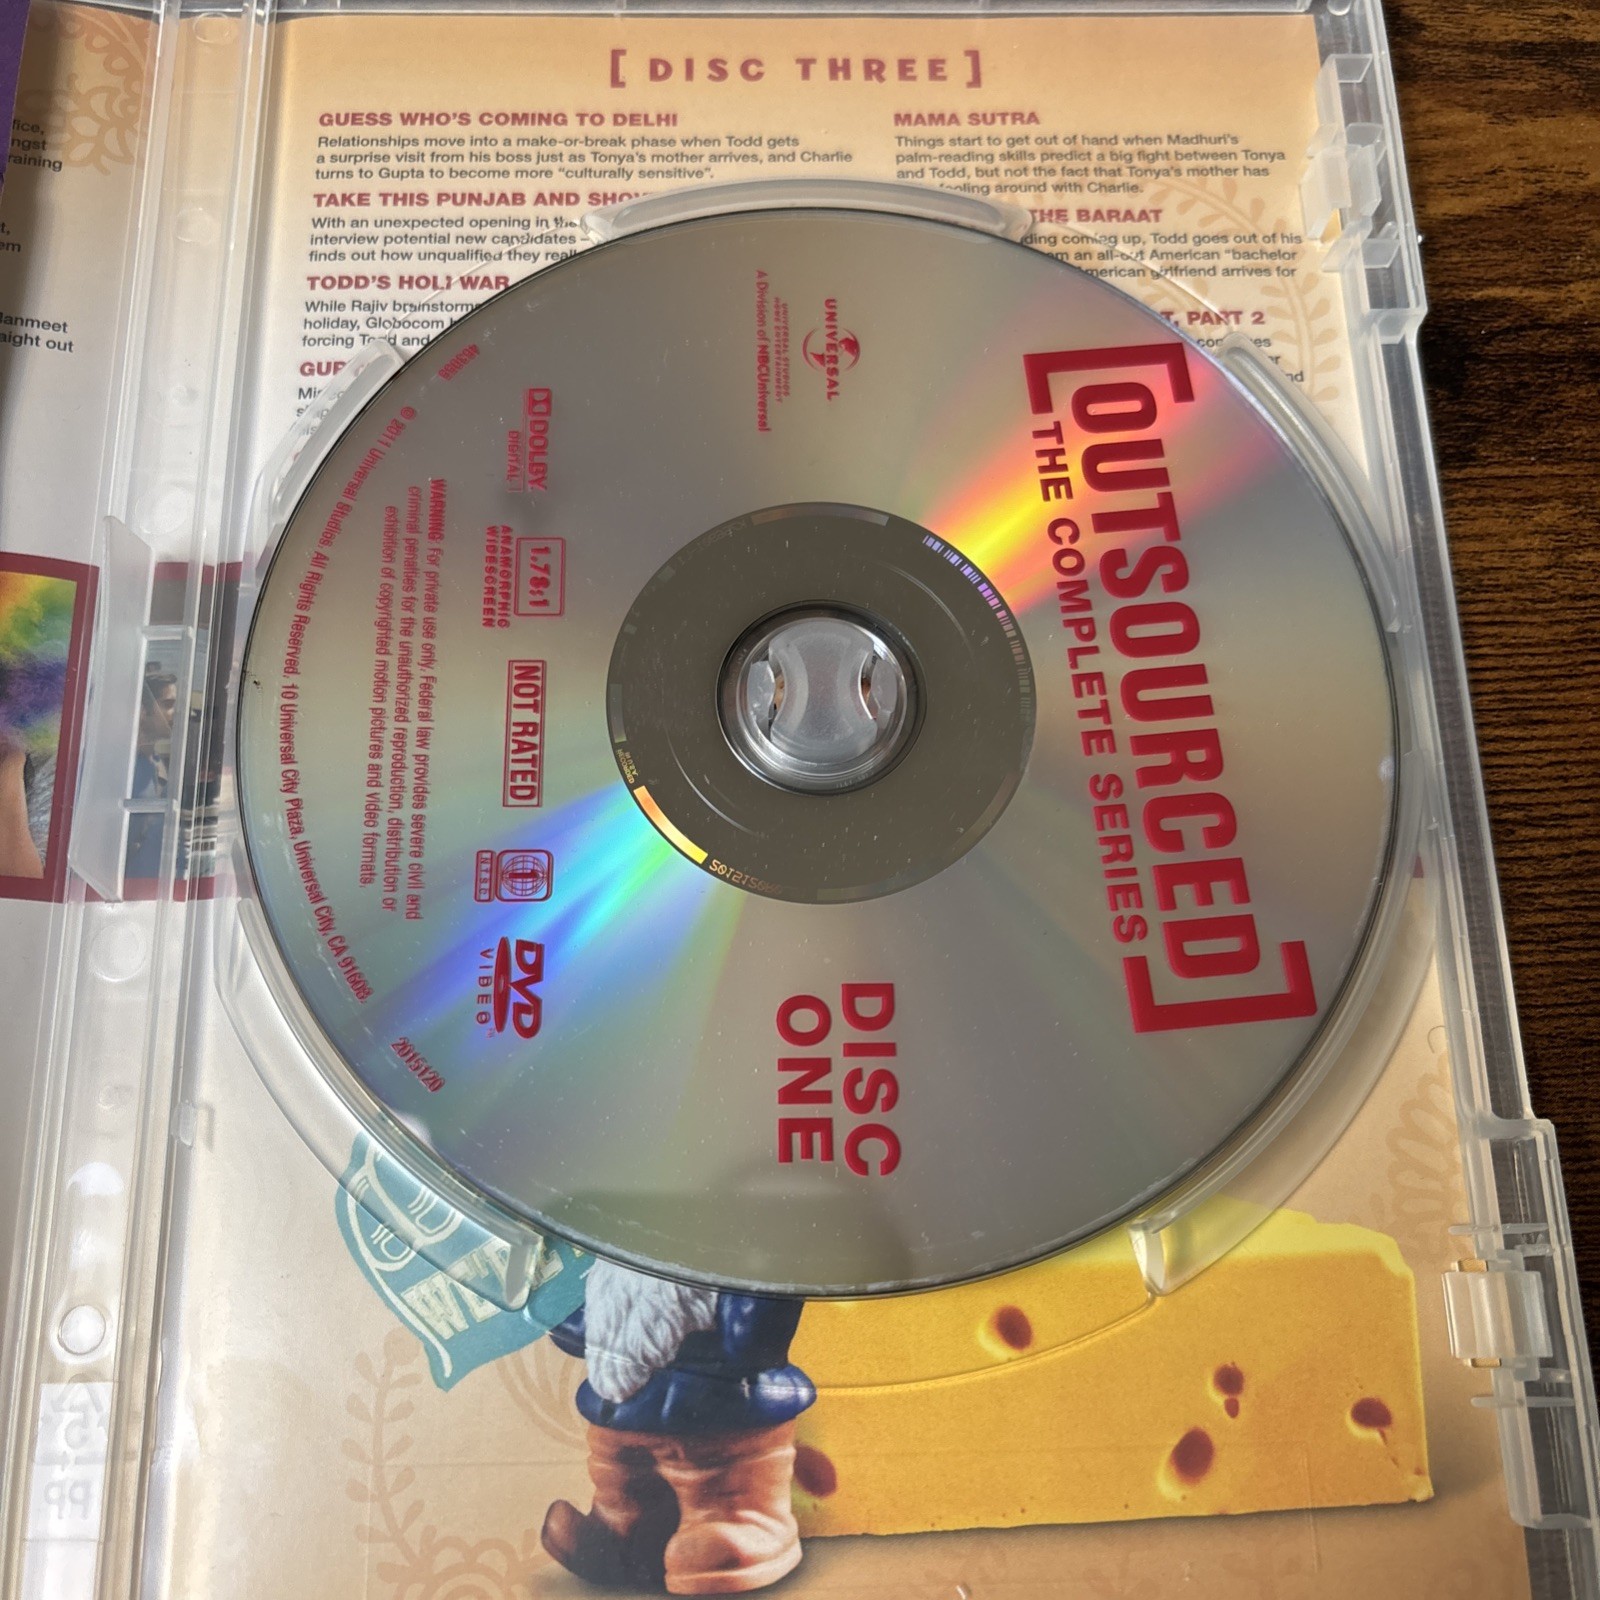 [ DISC THREE ]
GUESS WHO'S COMING TO DELHI
Relationships move into a make-or-break phase when Todd gets
a surprise visit from his boss just as Tonya's mother arrives, and Charlie
turns to Gupta to become more "culturally sensitive".
TAKE THIS PUNJAB AND
With an unexpected opening in the
interview potential new candidates –
finds out how unqualified they
TODD'S HOLI WAR
While Rajiv
holiday, Globocom
forcing Todd and
MAMA SUTRA
Things start to get out of hand when Madhuri's
palm-reading skills predict a big fight between Tonya
and Todd, but not the fact that Tonya's mother has
around with Charlie.
THE BARAAT
coming up, Todd goes out of his
an all-out American "bachelor
girlfriend arrives for
PART 2
[OUTSOURCED]
THE COMPLETE SERIES
DISC
ONE
UNIVERSAL
UNIVERSAL STUDIOS
HOME ENTERTAINMENT
A Division of NBCUniversal
DOLBY
DIGITAL
1.78:1
ANAMORPHIC
WIDESCREEN
NOT RATED
1
NTSC
DVD
VIDEO
WARNING: For private use only. Federal law provides severe civil and
criminal penalties for the unauthorized reproduction, distribution or
exhibition of copyrighted motion pictures and video formats.
© 2011 Universal Studios. All Rights Reserved. 10 Universal City Plaza, Universal City, CA 91608.
2015120
WE'RE